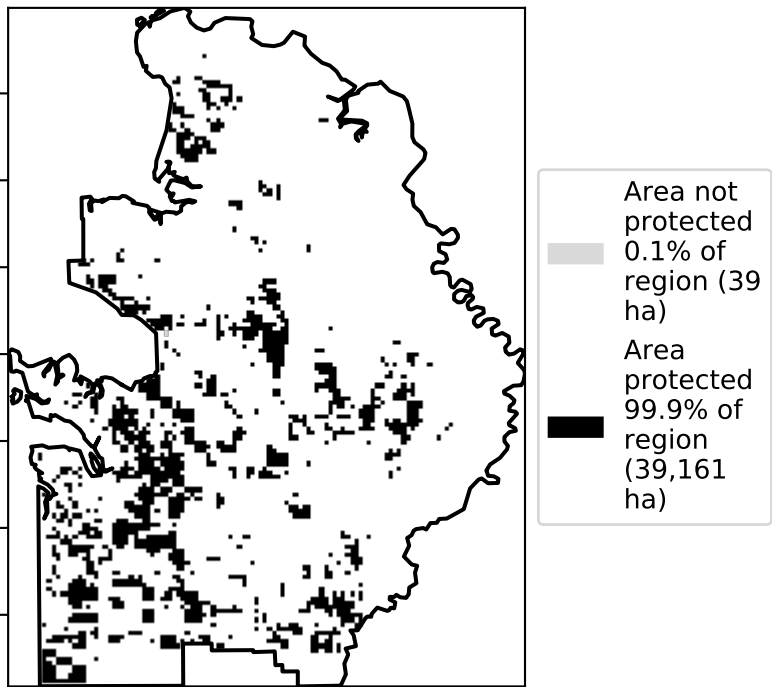 Area not
protected
0.1% of
region (39
ha)
Area
protected
99.9% of
region
(39,161
ha)